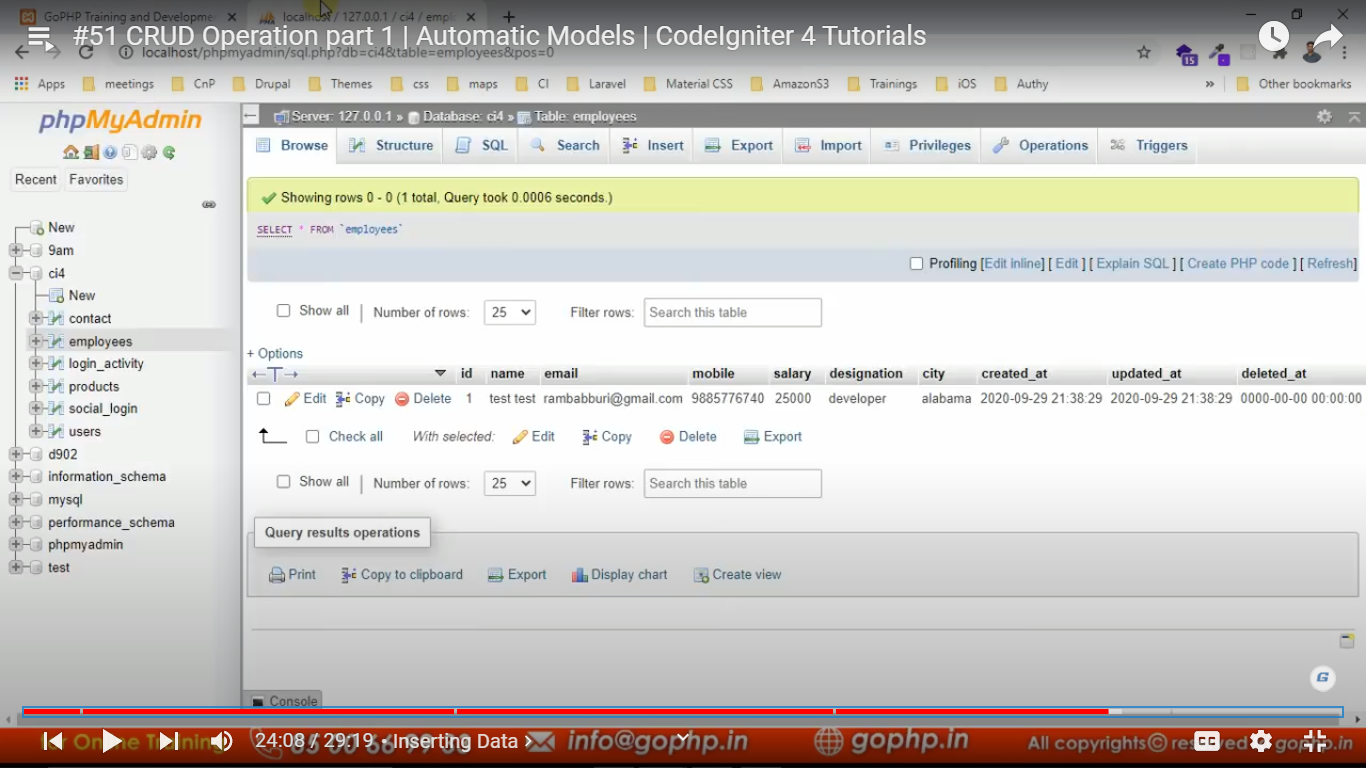 GoPHP Training and Developme
localhost / 127.0.0.1 / ci4 / empl
#51 CRUD Operation part 1 | Automatic Models | CodeIgniter 4 Tutorials
localhost/phpmyadmin/sql.php?db=ci4&table=employees&pos=0
15
Apps meetings CnP Drupal Themes css maps CI Laravel Material CSS AmazonS3 Trainings iOS Authy » Other bookmarks
phpMyAdmin
Recent Favorites
New
9am
ci4
New
contact
employees
login_activity
products
social_login
users
d902
information_schema
mysql
performance_schema
phpmyadmin
test
Server: 127.0.0.1 » Database: ci4 » Table: employees
Browse Structure SQL Search Insert Export Import Privileges Operations Triggers
Showing rows 0 - 0 (1 total, Query took 0.0006 seconds.)
SELECT * FROM `employees`
Profiling [Edit inline] [ Edit ] [ Explain SQL ] [ Create PHP code ] [ Refresh]
Show all | Number of rows: 25 Filter rows: Search this table
+ Options
←T→ id name email mobile salary designation city created_at updated_at deleted_at
Edit Copy Delete 1 test test rambabburi@gmail.com 9885776740 25000 developer alabama 2020-09-29 21:38:29 2020-09-29 21:38:29 0000-00-00 00:00:00
Check all With selected: Edit Copy Delete Export
Show all | Number of rows: 25 Filter rows: Search this table
Query results operations
Print Copy to clipboard Export Display chart Create view
G
Console
24:08 / 29:19 • Inserting Data >
info@gophp.in
gophp.in
CC